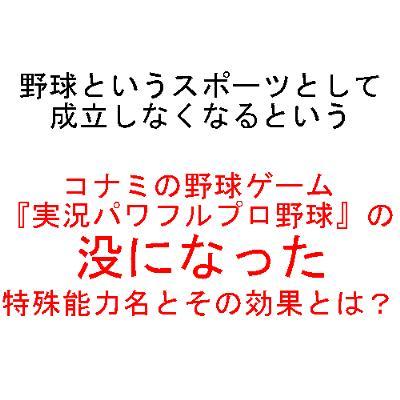 野球というスポーツとして
成立しなくなるという
コナミの野球ゲーム
『実況パワフルプロ野球』の
没になった
特殊能力名とその効果とは？